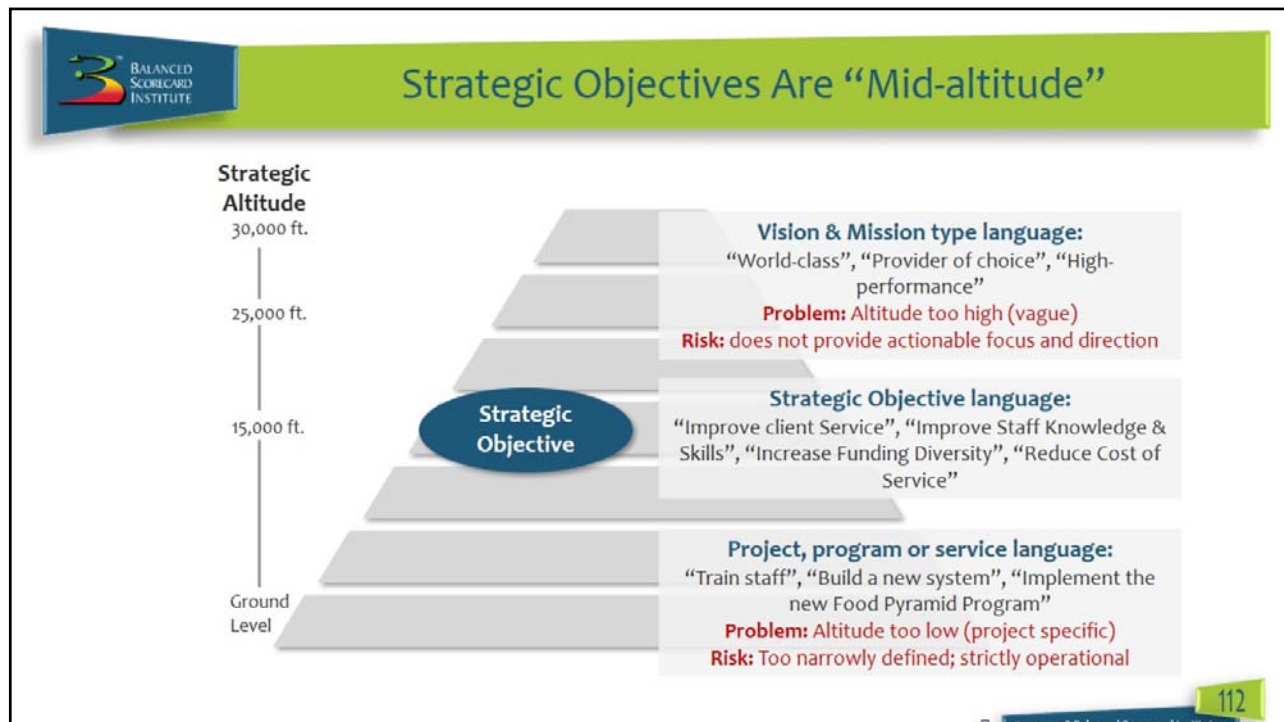 BALANCED
SCORECARD
INSTITUTE
Strategic Objectives Are “Mid-altitude”
Strategic
Altitude
30,000 ft.
25,000 ft.
15,000 ft.
Ground
Level
Strategic
Objective
Vision & Mission type language:
“World-class”, “Provider of choice”, “High-
performance”
Problem: Altitude too high (vague)
Risk: does not provide actionable focus and direction
Strategic Objective language:
“Improve client Service”, “Improve Staff Knowledge &
Skills”, “Increase Funding Diversity”, “Reduce Cost of
Service”
Project, program or service language:
“Train staff”, “Build a new system”, “Implement the
new Food Pyramid Program”
Problem: Altitude too low (project specific)
Risk: Too narrowly defined; strictly operational
112